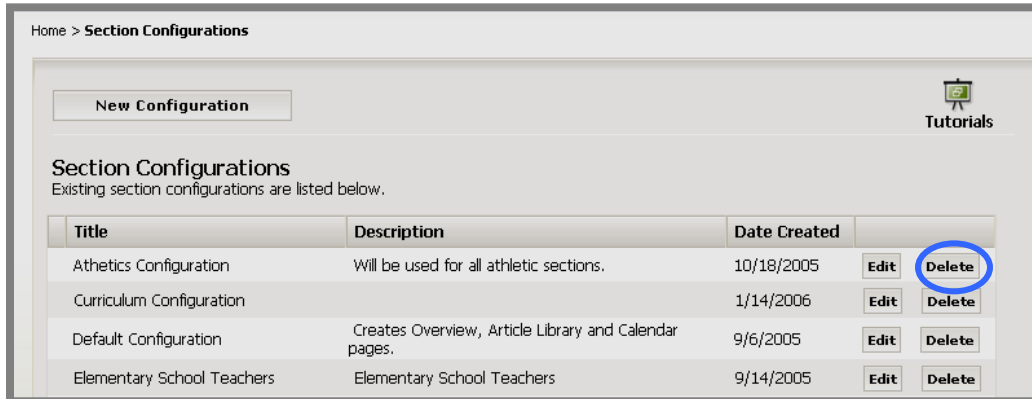 Home > Section Configurations
New Configuration
Tutorials
Section Configurations
Existing section configurations are listed below.
Title Description Date Created
Athetics Configuration Will be used for all athletic sections. 10/18/2005 Edit Delete
Curriculum Configuration 1/14/2006 Edit Delete
Default Configuration Creates Overview, Article Library and Calendar
pages. 9/6/2005 Edit Delete
Elementary School Teachers Elementary School Teachers 9/14/2005 Edit Delete